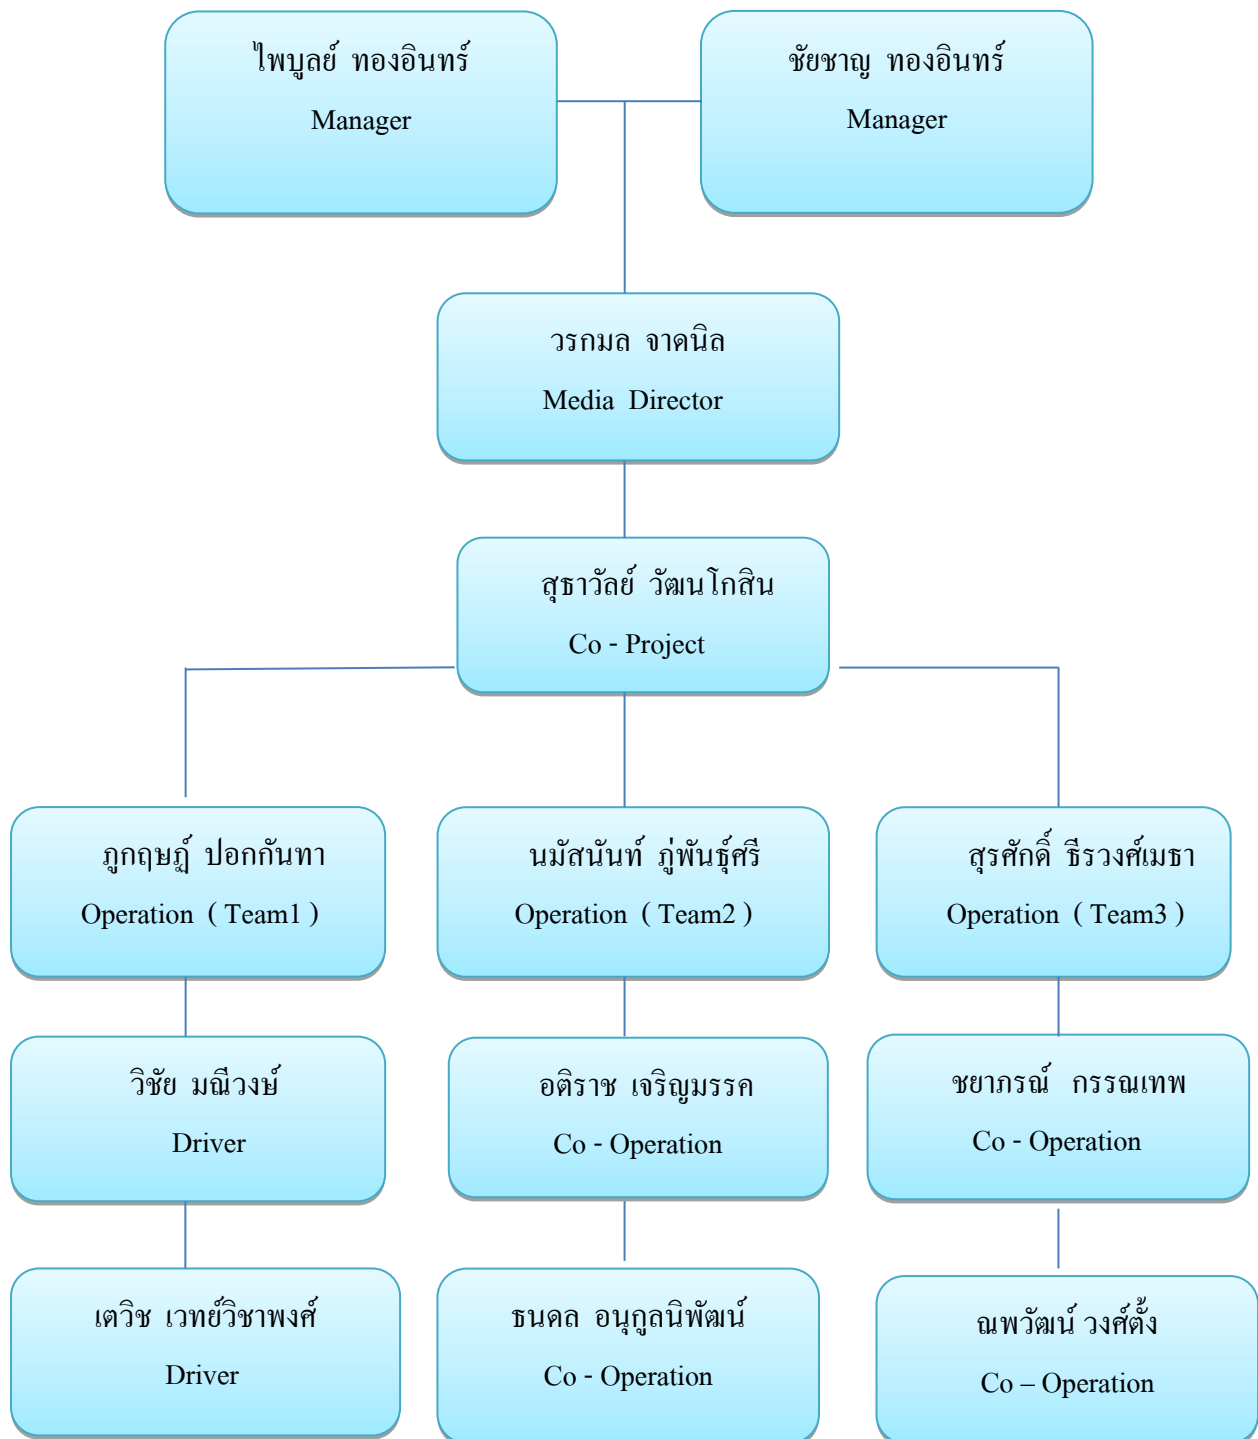 ไพบูลย์ ทองอินทร์
Manager
ชัยชาญ ทองอินทร์
Manager
วรกมล จาดนิล
Media Director
สุธาวัลย์ วัฒนโกสิน
Co - Project
ภูกฤษฏ์ ปอกกันทา
Operation ( Team1 )
นมัสนันท์ ภู่พันธุ์ศรี
Operation ( Team2 )
สุรศักดิ์ ธีรวงศ์เมธา
Operation ( Team3 )
วิชัย มณีวงษ์
Driver
อติราช เจริญมรรค
Co - Operation
ชยาภรณ์ กรรณเทพ
Co - Operation
เตวิช เวทย์วิชาพงศ์
Driver
ธนดล อนุกูลนิพัฒน์
Co - Operation
ณพวัฒน์ วงศ์ตั้ง
Co – Operation